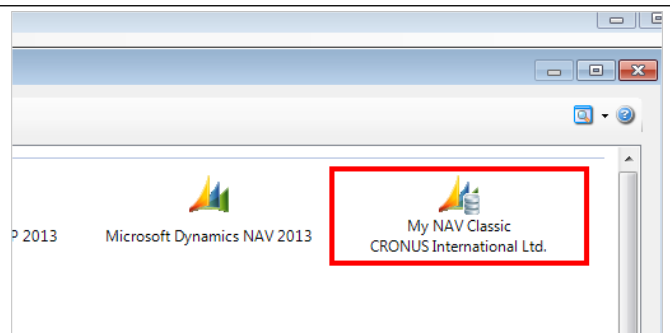 P 2013
Microsoft Dynamics NAV 2013
My NAV Classic
CRONUS International Ltd.